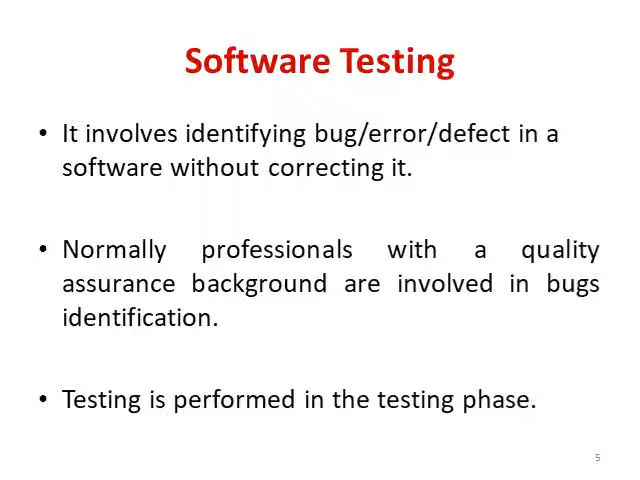 Software Testing
• It involves identifying bug/error/defect in a
software without correcting it.
• Normally professionals with a quality
assurance background are involved in bugs
identification.
• Testing is performed in the testing phase.
5